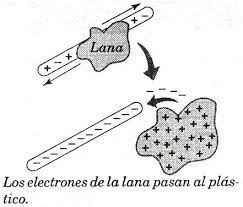 Lana
Los electrones de la lana pasan al plás-
tico.